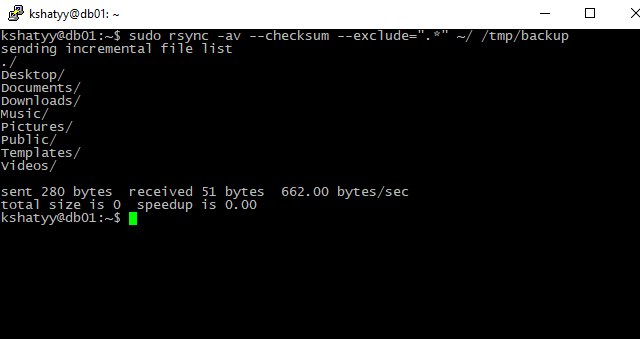 kshatyy@db01: ~
kshatyy@db01:~$ sudo rsync -av --checksum --exclude=".*" ~/ /tmp/backup
sending incremental file list
./
Desktop/
Documents/
Downloads/
Music/
Pictures/
Public/
Templates/
Videos/
sent 280 bytes  received 51 bytes  662.00 bytes/sec
total size is 0  speedup is 0.00
kshatyy@db01:~$